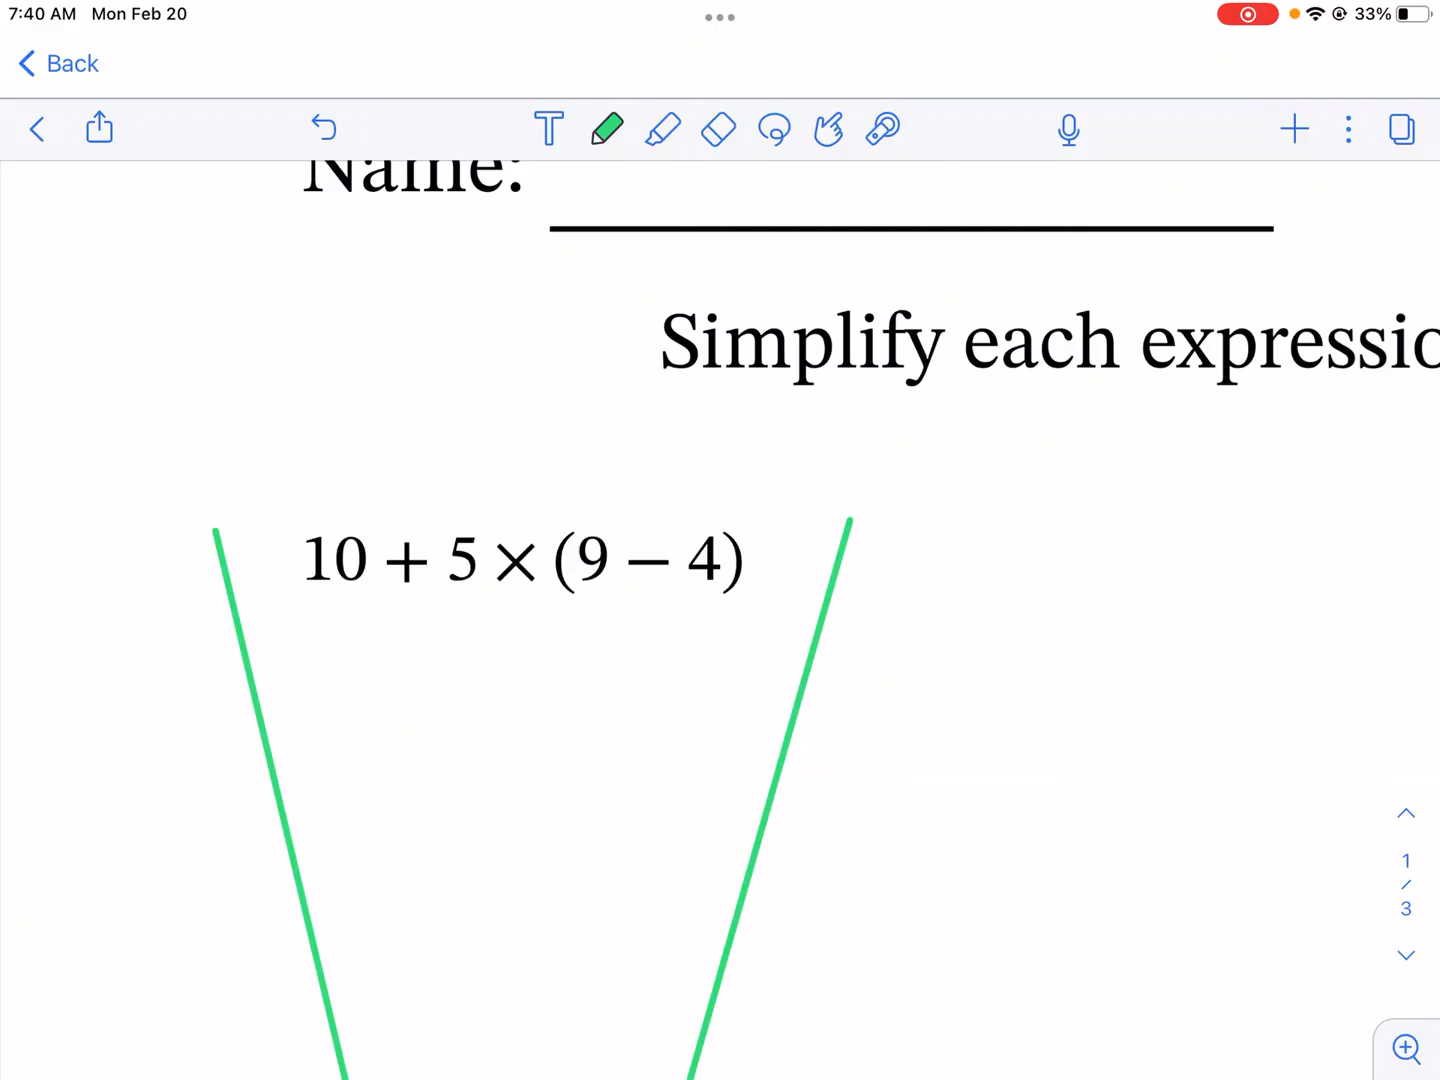 7:40 AM Mon Feb 20
33%
Back
T
Name:
Simplify each expressio
10 + 5 × (9 − 4)
1
/
3